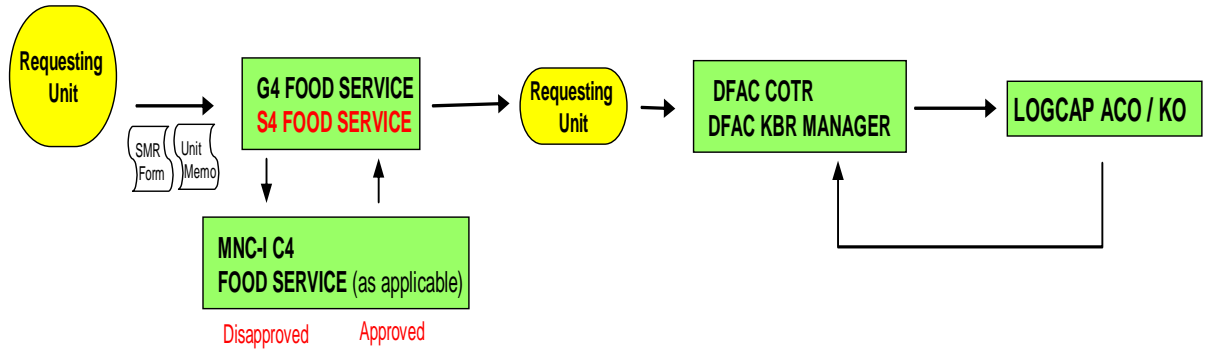 Requesting
Unit
SMR
Form
Unit
Memo
G4 FOOD SERVICE
S4 FOOD SERVICE
MNC-I C4
FOOD SERVICE (as applicable)
Disapproved
Approved
Requesting
Unit
DFAC COTR
DFAC KBR MANAGER
LOGCAP ACO / KO